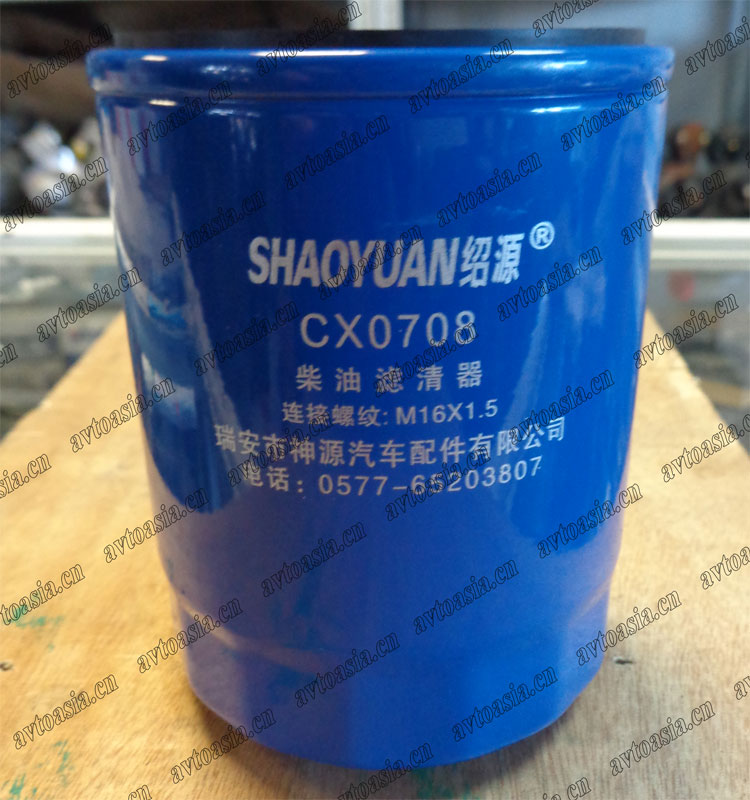 SHAOYUAN绍源®
CX0708
柴油滤清器
连接螺纹: M16X1.5
瑞安市神源汽车配件有限公司
电话: 0577-65203807
avtoasia.cn